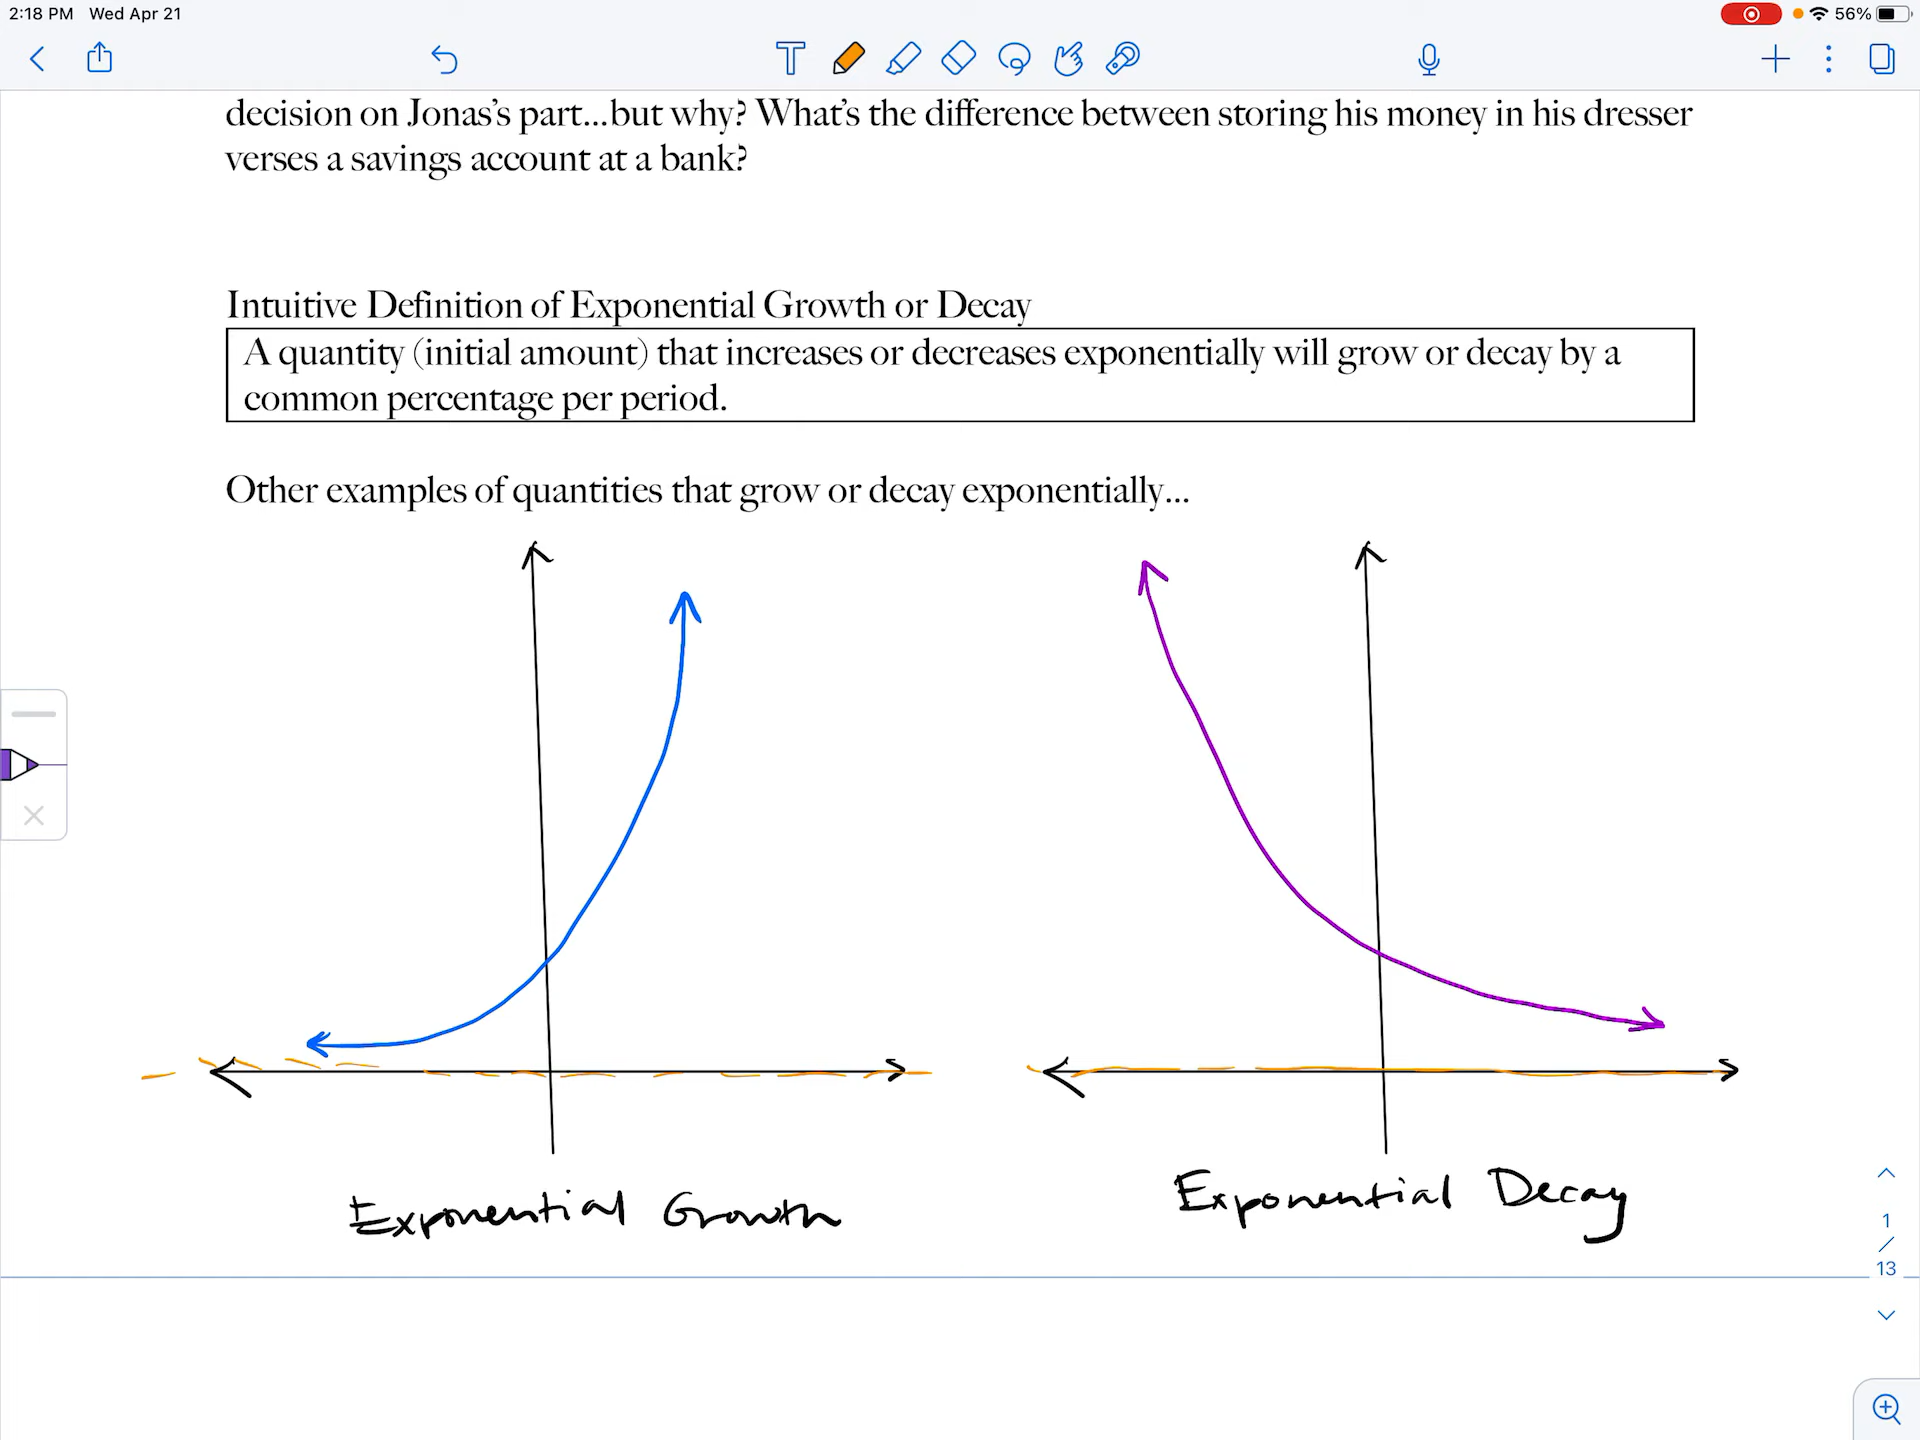 2:18 PM Wed Apr 21
56%
T
decision on Jonas's part...but why? What's the difference between storing his money in his dresser
verses a savings account at a bank?
Intuitive Definition of Exponential Growth or Decay
A quantity (initial amount) that increases or decreases exponentially will grow or decay by a
common percentage per period.
Other examples of quantities that grow or decay exponentially...
Exponential Growth
Exponential Decay
1
/
13